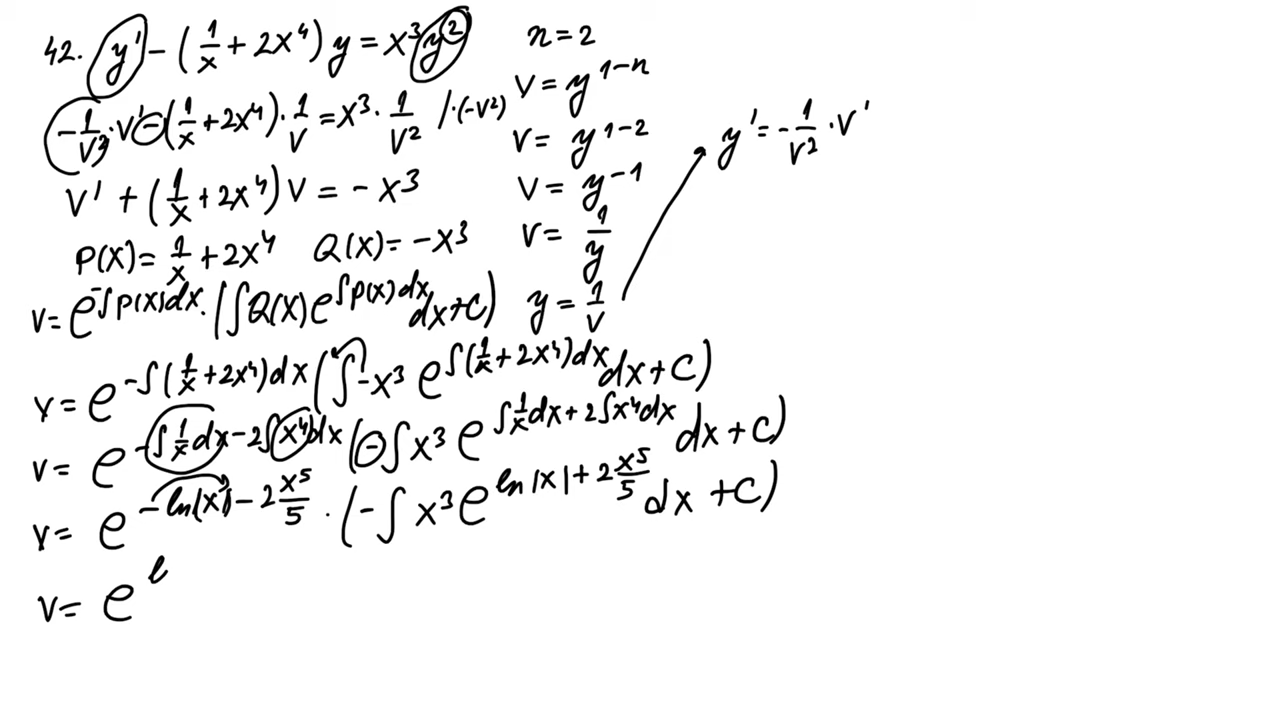 42. y' - (1/x + 2x⁴) y = x³y²
n = 2
-1/v² · v' - (1/x + 2x⁴) · 1/v = x³ · 1/v² / · (-v²)
v = y^(1-n)
v = y^(1-2)
y' = -1/v² · v'
v' + (1/x + 2x⁴) v = -x³
v = y^(-1)
P(x) = 1/x + 2x⁴ Q(x) = -x³
v = 1/y
v = e^(-∫P(x)dx) · (∫Q(x) e^(∫P(x)dx) dx + C)
y = 1/v
v = e^(-∫(1/x + 2x⁴)dx) (∫ -x³ e^(∫(1/x + 2x⁴)dx) dx + C)
v = e^(-∫1/x dx - 2∫x⁴dx) (-∫ x³ e^(∫1/x dx + 2∫x⁴dx) dx + C)
v = e^(-ln|x| - 2 x⁵/5) · (-∫ x³ e^(ln|x| + 2 x⁵/5) dx + C)
v = e^l